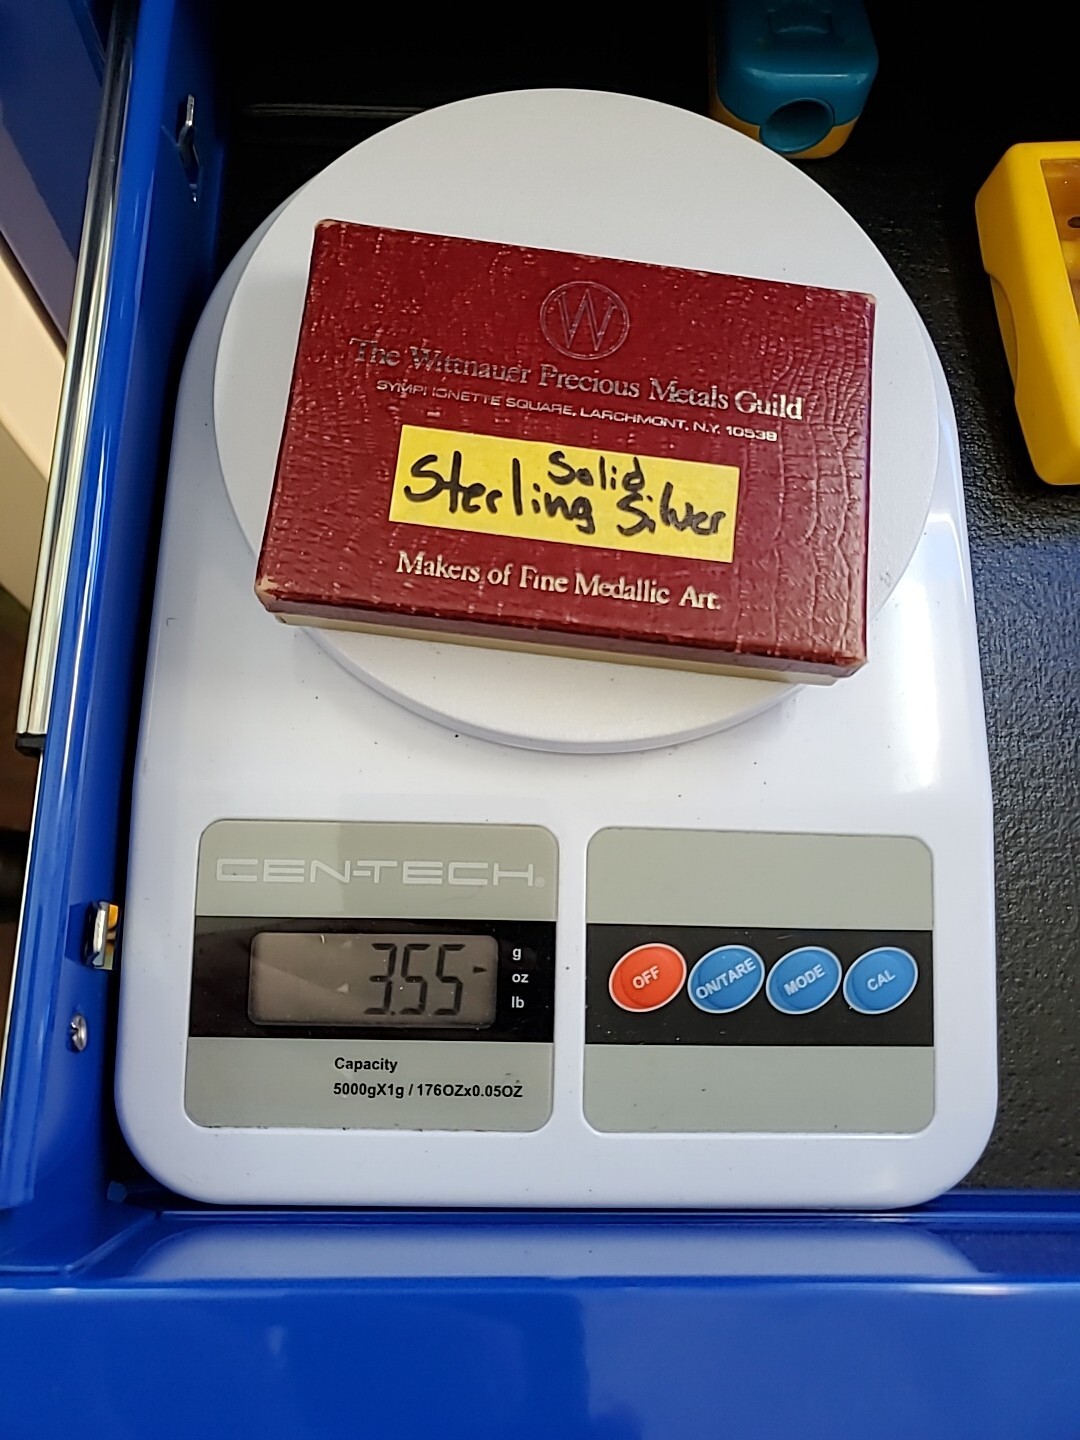 W
The Wittnauer Precious Metals Guild
SYMPHONETTE SQUARE, LARCHMONT, N.Y. 10538
Solid
Sterling Silver
Makers of Fine Medallic Art.
CEN-TECH®
3.55
g
oz
lb
Capacity
5000gX1g / 176OZx0.05OZ
OFF
ON/TARE
MODE
CAL